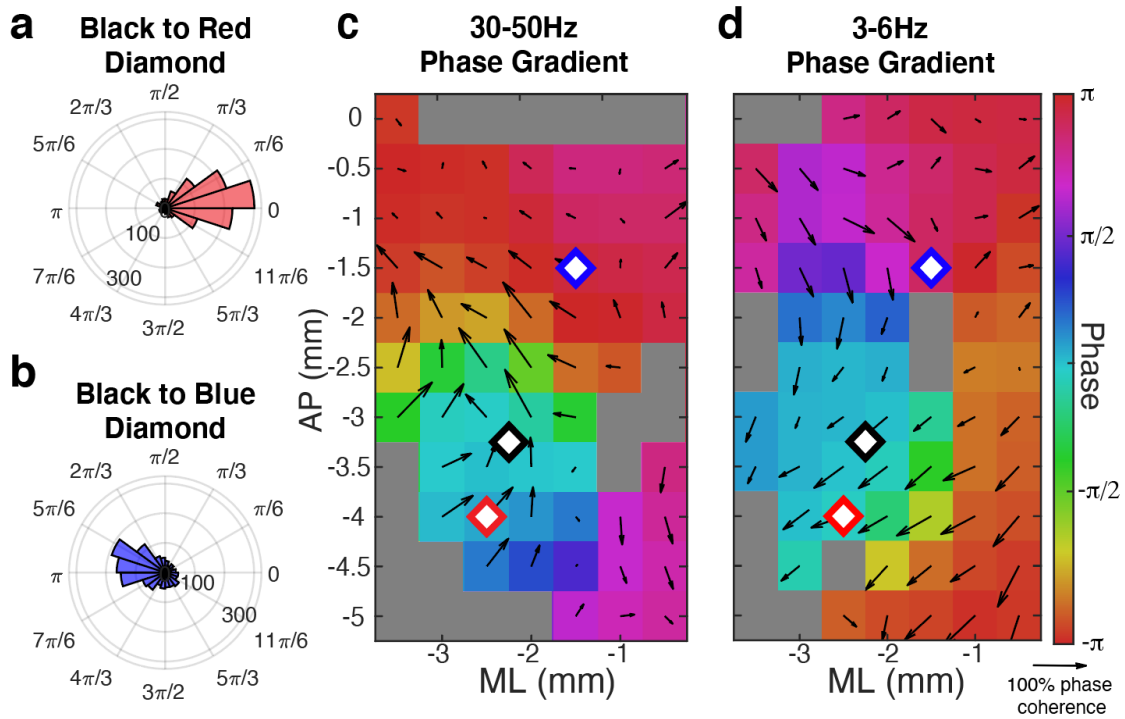 a
Black to Red
Diamond
π/2
2π/3
π/3
5π/6
π/6
π
0
100
7π/6
300
11π/6
4π/3
5π/3
3π/2
b
Black to Blue
Diamond
π/2
2π/3
π/3
5π/6
π/6
π
0
100
300
7π/6
11π/6
4π/3
5π/3
3π/2
c
30-50Hz
Phase Gradient
AP (mm)
0
-0.5
-1
-1.5
-2
-2.5
-3
-3.5
-4
-4.5
-5
-3
-2
-1
ML (mm)
d
3-6Hz
Phase Gradient
-3
-2
-1
ML (mm)
π
π/2
Phase
-π/2
-π
100% phase
coherence